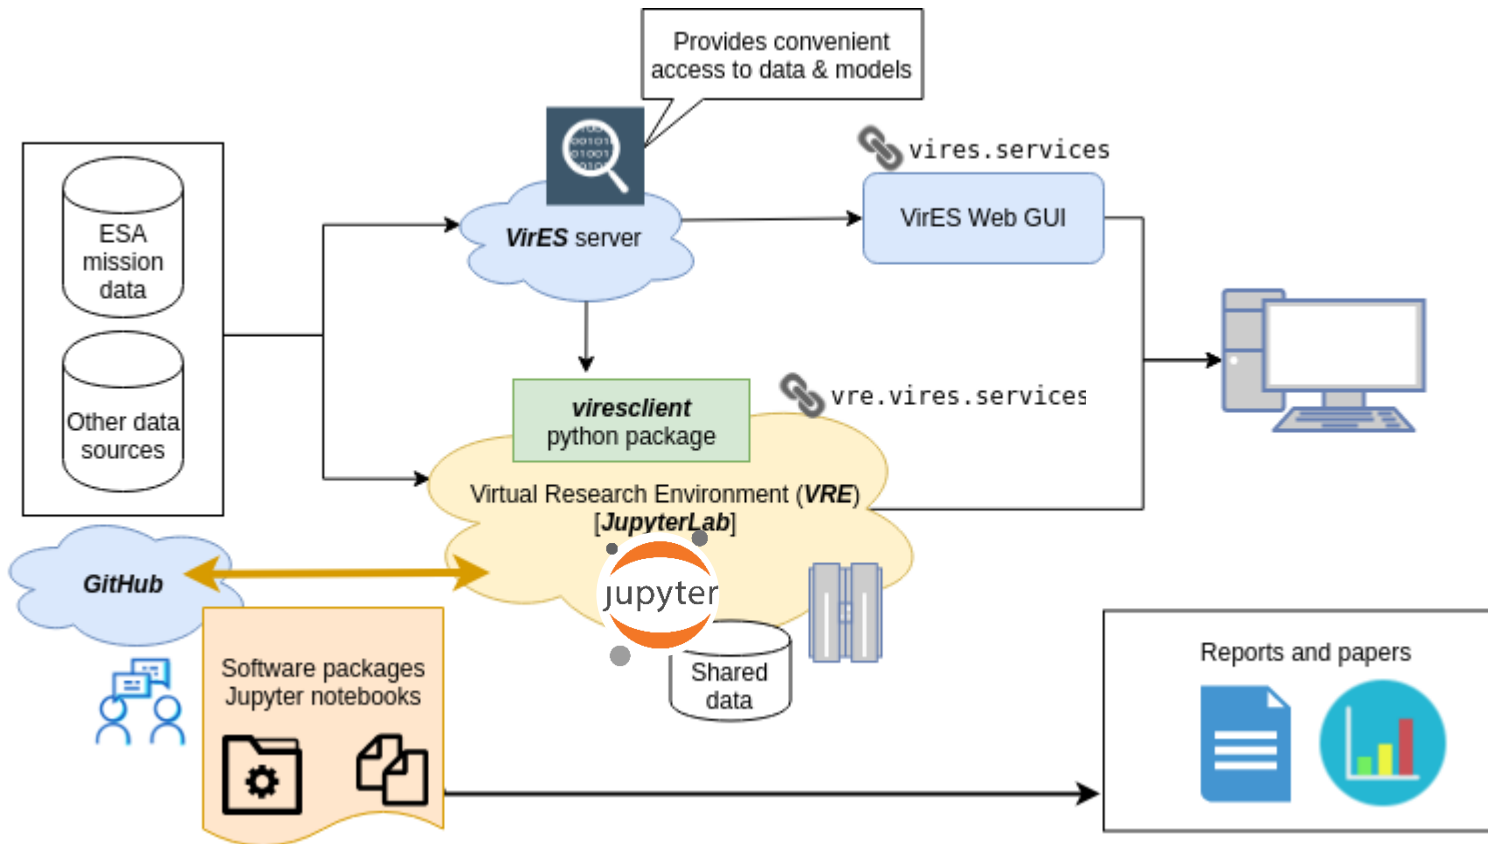 Provides convenient
access to data & models
vires.services
ESA
mission
data
VirES server
VirES Web GUI
Other data
sources
viresclient
python package
vre.vires.services
Virtual Research Environment (VRE)
[JupyterLab]
GitHub
jupyter
Software packages
Jupyter notebooks
Shared
data
Reports and papers